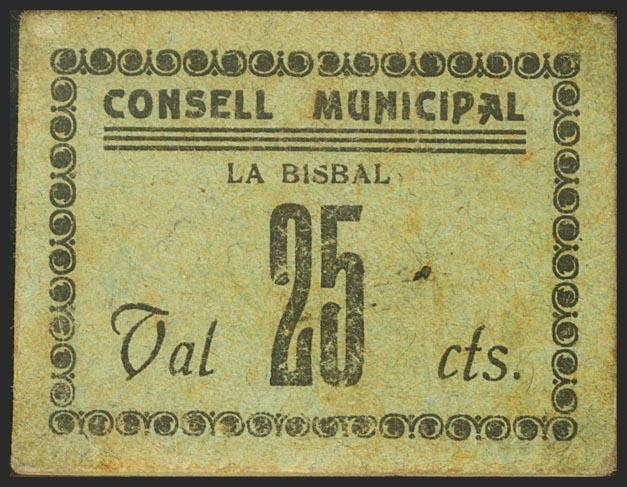 CONSELL MUNICIPAL
LA BISBAL
Val 25 cts.